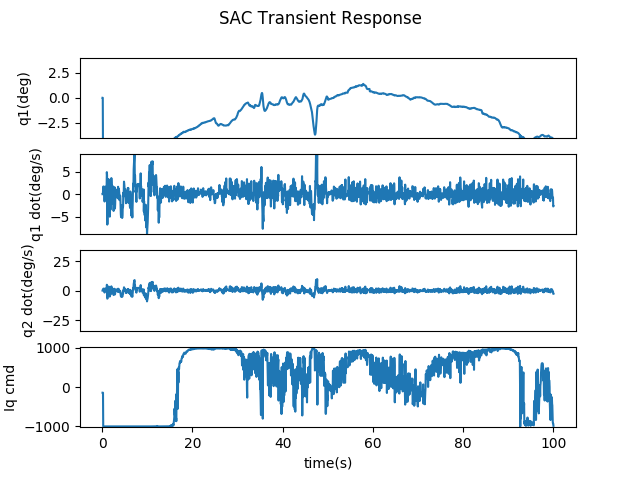 SAC Transient Response
q1(deg)
2.5
0.0
−2.5
q1 dot(deg/s)
5
0
−5
q2 dot(deg/s)
25
0
−25
Iq cmd
1000
0
−1000
0 20 40 60 80 100
time(s)